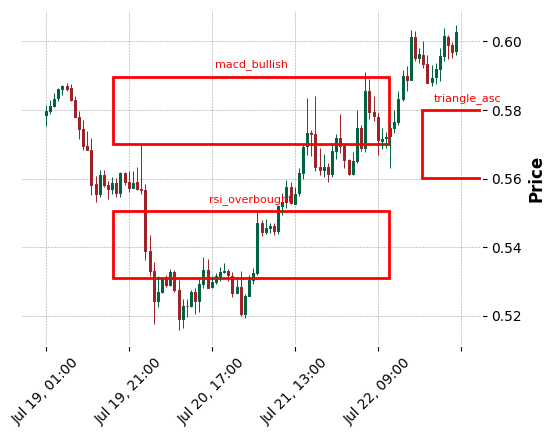 0.60
macd_bullish
triangle_asc
0.58
0.56
rsi_overbought
0.54
0.52
Price
Jul 19, 01:00
Jul 19, 21:00
Jul 20, 17:00
Jul 21, 13:00
Jul 22, 09:00